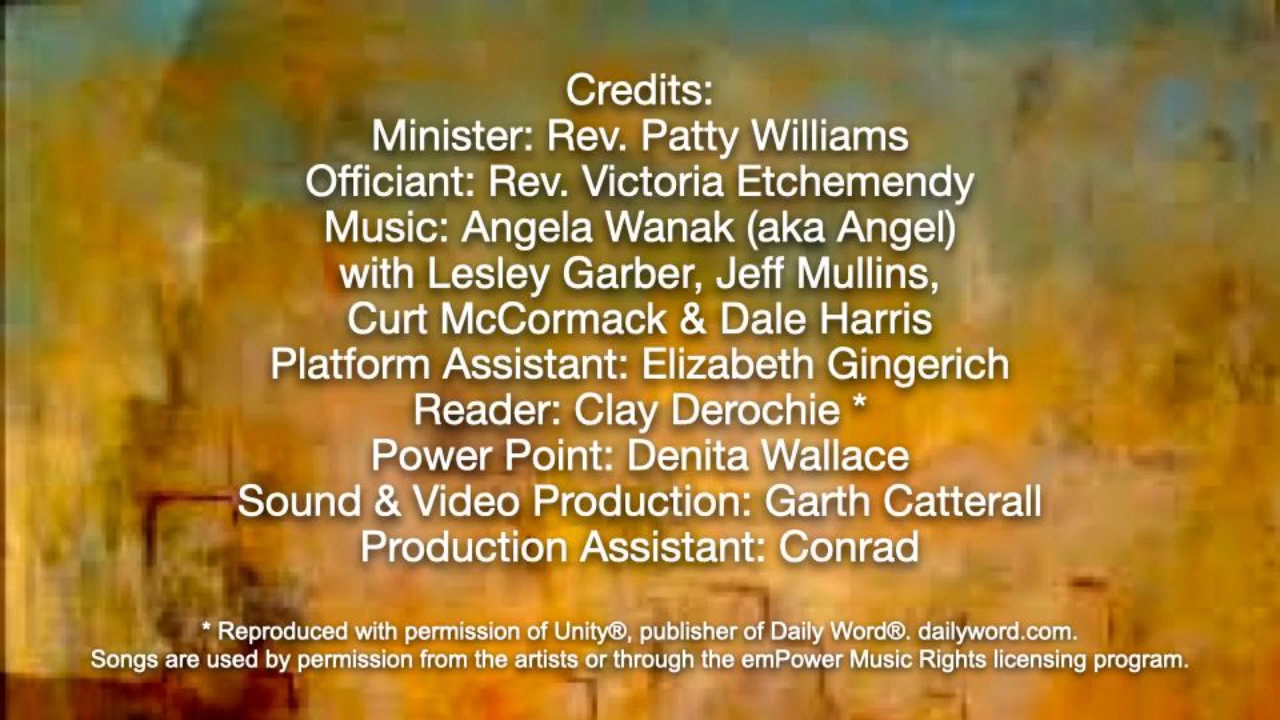 Credits:
Minister: Rev. Patty Williams
Officiant: Rev. Victoria Etchemendy
Music: Angela Wanak (aka Angel)
with Lesley Garber, Jeff Mullins,
Curt McCormack & Dale Harris
Platform Assistant: Elizabeth Gingerich
Reader: Clay Derochie *
Power Point: Denita Wallace
Sound & Video Production: Garth Catterall
Production Assistant: Conrad
* Reproduced with permission of Unity®, publisher of Daily Word®. dailyword.com.
Songs are used by permission from the artists or through the emPower Music Rights licensing program.